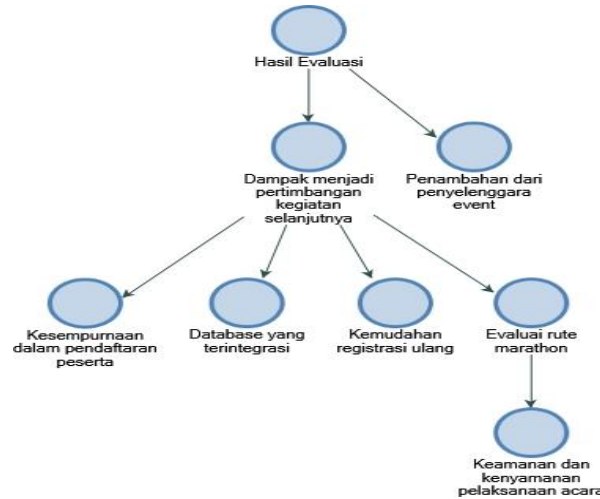 Hasil Evaluasi
Dampak menjadi
pertimbangan
kegiatan
selanjutnya
Penambahan dari
penyelenggara
event
Kesempurnaan
dalam pendaftaran
peserta
Database yang
terintegrasi
Kemudahan
registrasi ulang
Evaluai rute
marathon
Keamanan dan
kenyamanan
pelaksanaan acara